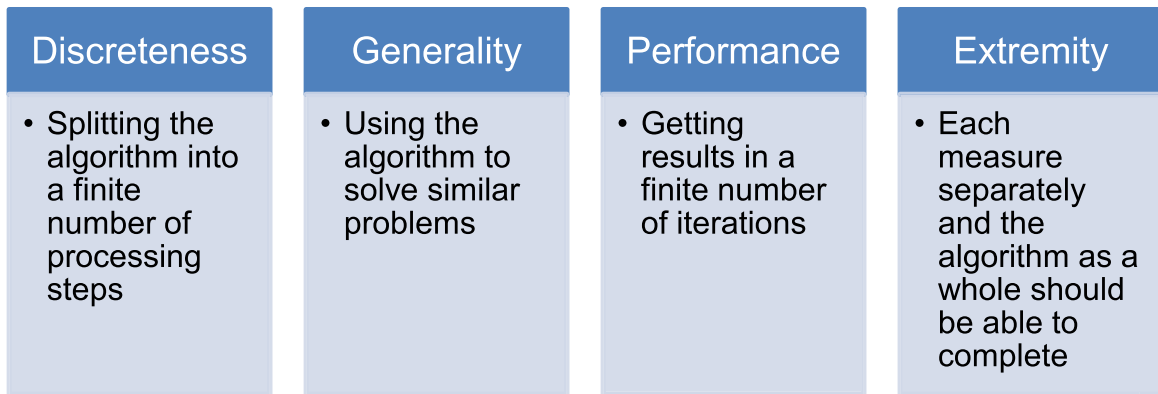 Discreteness
• Splitting the
algorithm into
a finite
number of
processing
steps
Generality
• Using the
algorithm to
solve similar
problems
Performance
• Getting
results in a
finite number
of iterations
Extremity
• Each
measure
separately
and the
algorithm as a
whole should
be able to
complete